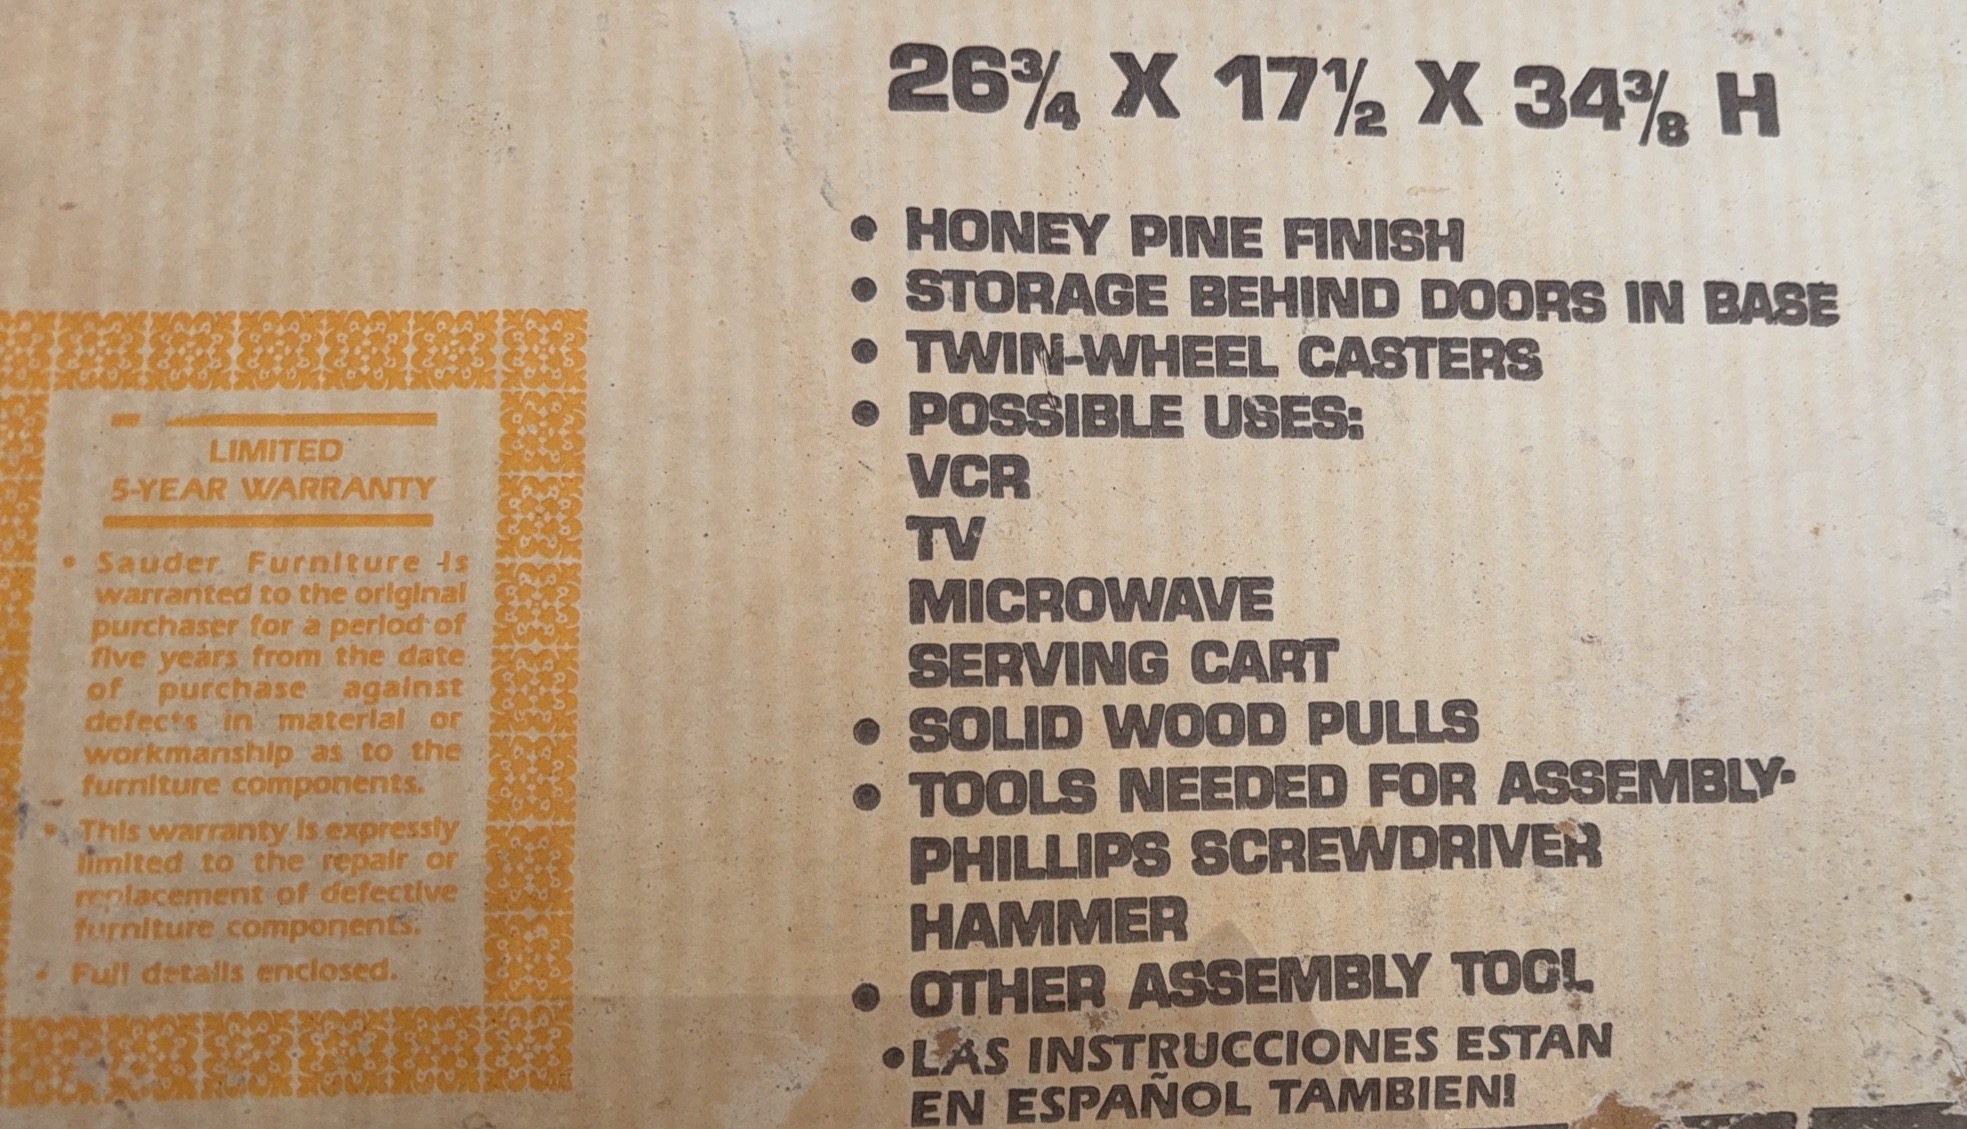 26¾ X 17½ X 34⅜ H
• HONEY PINE FINISH
• STORAGE BEHIND DOORS IN BASE
• TWIN-WHEEL CASTERS
• POSSIBLE USES:
VCR
TV
MICROWAVE
SERVING CART
• SOLID WOOD PULLS
• TOOLS NEEDED FOR ASSEMBLY-
PHILLIPS SCREWDRIVER
HAMMER
• OTHER ASSEMBLY TOOL
• LAS INSTRUCCIONES ESTAN
EN ESPAÑOL TAMBIEN!
LIMITED
5-YEAR WARRANTY
• Sauder Furniture is
warranted to the original
purchaser for a period of
five years from the date
of purchase against
defects in material or
workmanship as to the
furniture components.
• This warranty is expressly
limited to the repair or
replacement of defective
furniture components.
• Full details enclosed.